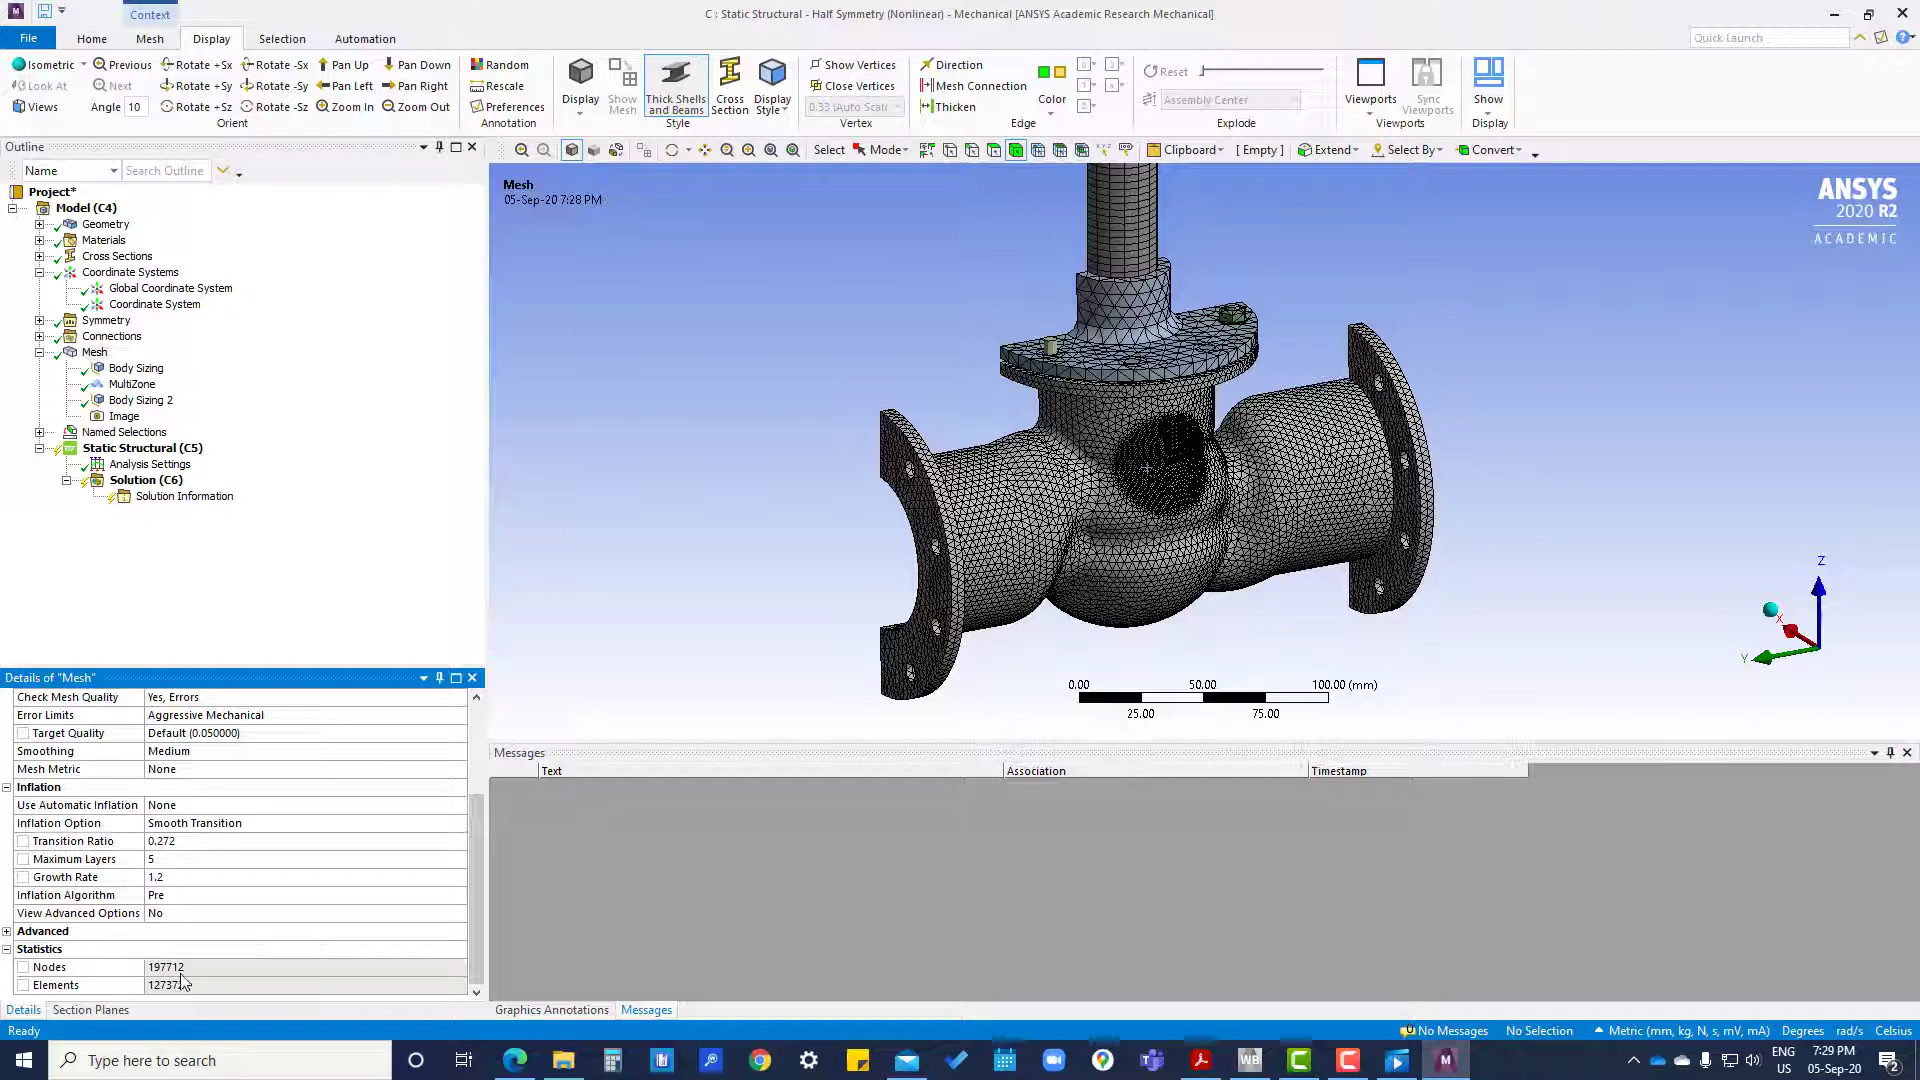 Context
C : Static Structural - Half Symmetry (Nonlinear) - Mechanical [ANSYS Academic Research Mechanical]
File Home Mesh Display Selection Automation
Quick Launch
Isometric Previous Rotate +Sx Rotate -Sx Pan Up Pan Down
Look At Next Rotate +Sy Rotate -Sy Pan Left Pan Right
Views Angle 10 Rotate +Sz Rotate -Sz Zoom In Zoom Out
Orient
Random
Rescale
Preferences
Annotation
Display
Show Mesh
Thick Shells and Beams
Cross Section
Display Style
Style
Show Vertices
Close Vertices
0.33 (Auto Scale
Vertex
Direction
Mesh Connection
Thicken
Color
Edge
Reset
Assembly Center
Explode
Viewports
Sync Viewports
Viewports
Show
Display
Outline
Name Search Outline
Select Mode Clipboard [ Empty ] Extend Select By Convert
Project*
Model (C4)
Geometry
Materials
Cross Sections
Coordinate Systems
Global Coordinate System
Coordinate System
Symmetry
Connections
Mesh
Body Sizing
MultiZone
Body Sizing 2
Image
Named Selections
Static Structural (C5)
Analysis Settings
Solution (C6)
Solution Information
Mesh
05-Sep-20 7:28 PM
ANSYS
2020 R2
ACADEMIC
Z
X
Y
0.00 50.00 100.00 (mm)
25.00 75.00
Details of "Mesh"
Check Mesh Quality Yes, Errors
Error Limits Aggressive Mechanical
Target Quality Default (0.050000)
Smoothing Medium
Mesh Metric None
Inflation
Use Automatic Inflation None
Inflation Option Smooth Transition
Transition Ratio 0.272
Maximum Layers 5
Growth Rate 1.2
Inflation Algorithm Pre
View Advanced Options No
Advanced
Statistics
Nodes 197712
Elements
Details Section Planes
Messages
Text Association Timestamp
Graphics Annotations Messages
Ready
No Messages No Selection Metric (mm, kg, N, s, mV, mA) Degrees rad/s Celsius
Type here to search
ENG
US
7:29 PM
05-Sep-20
2